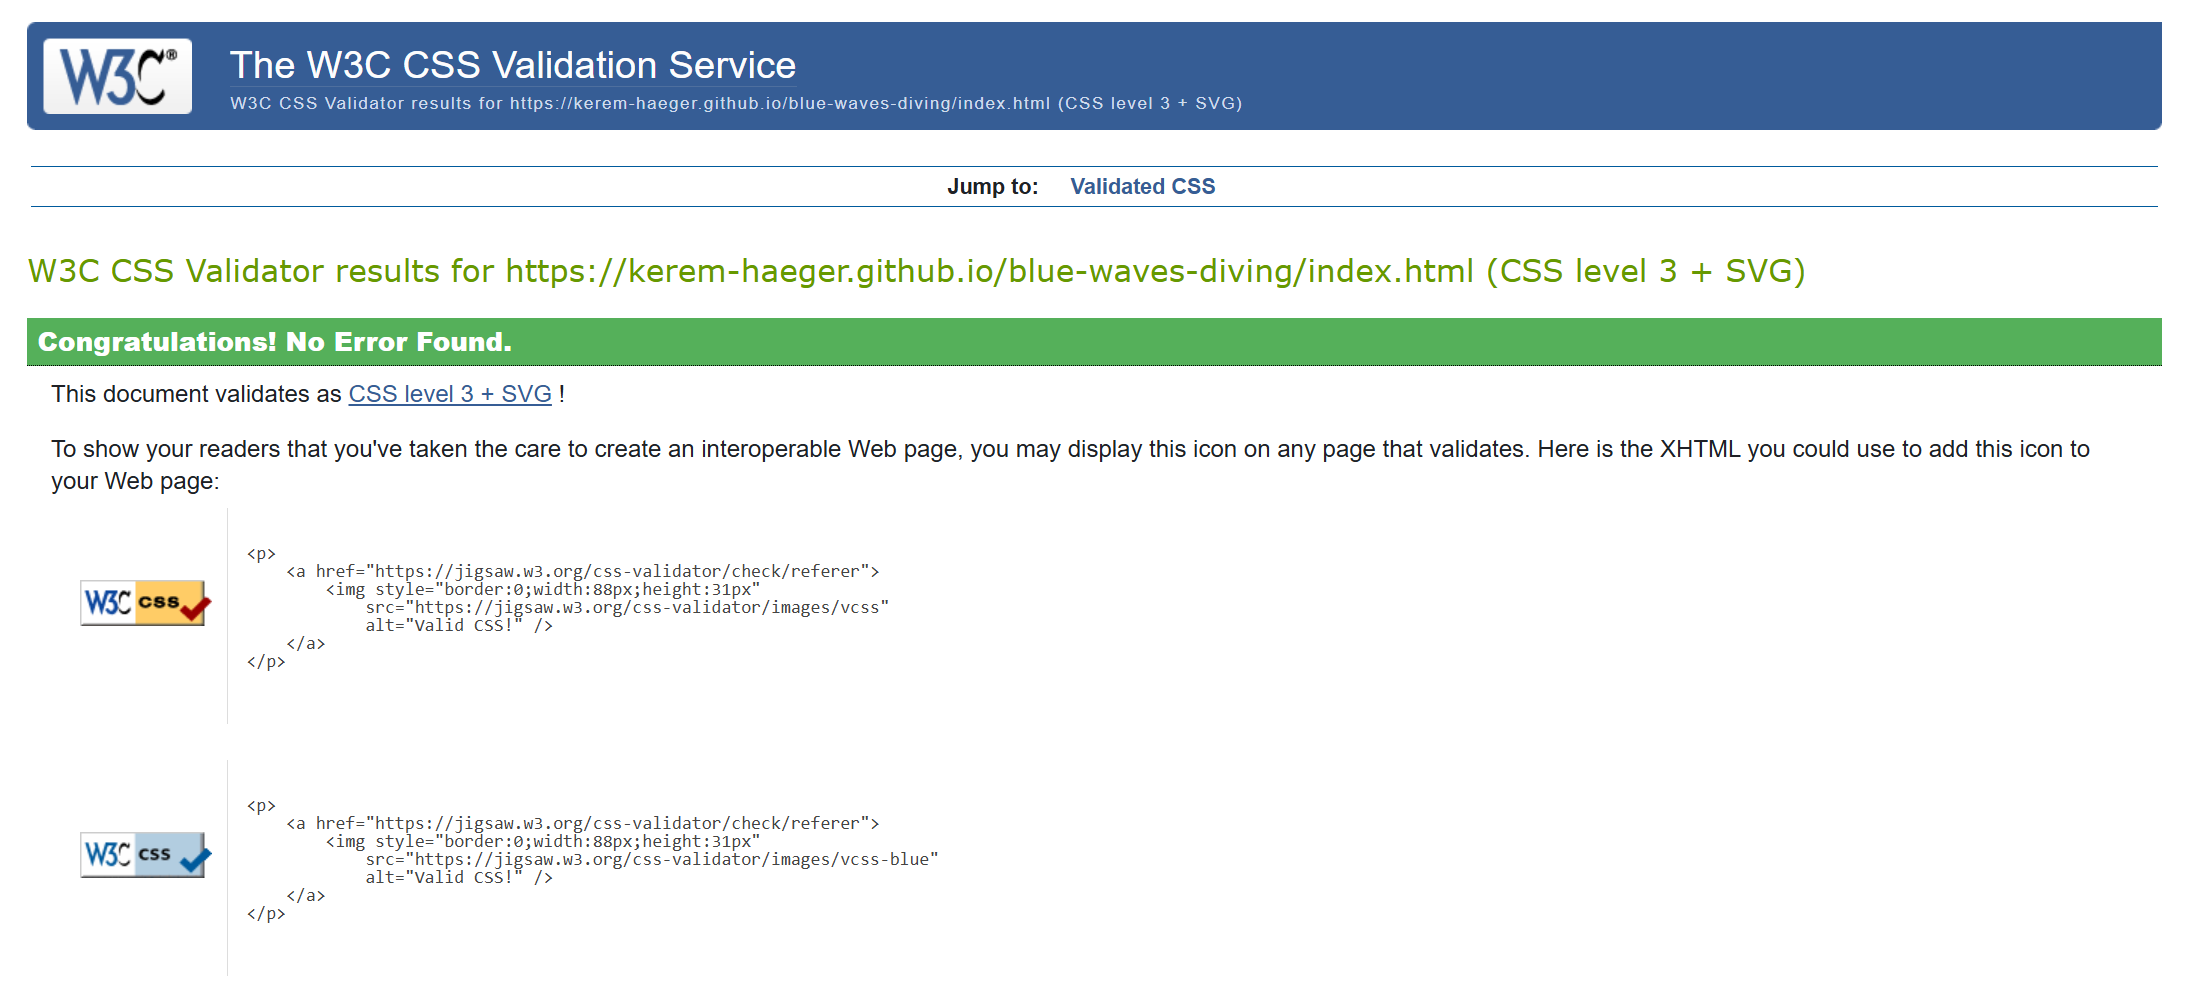 W3C®
The W3C CSS Validation Service
W3C CSS Validator results for https://kerem-haeger.github.io/blue-waves-diving/index.html (CSS level 3 + SVG)
Jump to: Validated CSS
W3C CSS Validator results for https://kerem-haeger.github.io/blue-waves-diving/index.html (CSS level 3 + SVG)
Congratulations! No Error Found.
This document validates as CSS level 3 + SVG !
To show your readers that you've taken the care to create an interoperable Web page, you may display this icon on any page that validates. Here is the XHTML you could use to add this icon to
your Web page:
W3C css
<p>
    <a href="https://jigsaw.w3.org/css-validator/check/referer">
        <img style="border:0;width:88px;height:31px"
            src="https://jigsaw.w3.org/css-validator/images/vcss"
            alt="Valid CSS!" />
    </a>
</p>
W3C css
<p>
    <a href="https://jigsaw.w3.org/css-validator/check/referer">
        <img style="border:0;width:88px;height:31px"
            src="https://jigsaw.w3.org/css-validator/images/vcss-blue"
            alt="Valid CSS!" />
    </a>
</p>